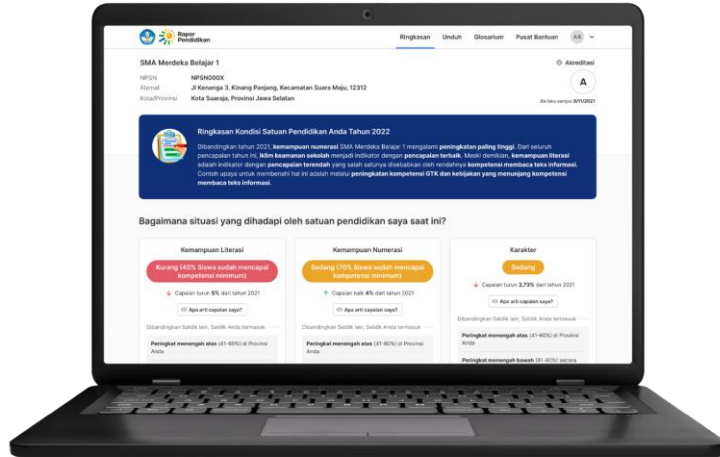 Rapor
Pendidikan
Ringkasan Unduh Glosarium Pusat Bantuan AR
SMA Merdeka Belajar 1
Akreditasi
NPSN NPSN000X
Alamat Jl Kenanga 3, Kinang Panjang, Kecamatan Suara Maju, 12312
Kota/Provinsi Kota Suaraja, Provinsi Jawa Selatan
A
Berlaku sampai 9/11/2021
Ringkasan Kondisi Satuan Pendidikan Anda Tahun 2022
Dibandingkan tahun 2021, kemampuan numerasi SMA Merdeka Belajar 1 mengalami peningkatan paling tinggi. Dari seluruh
pencapaian tahun ini, iklim keamanan sekolah menjadi indikator dengan pencapaian terbaik. Meski demikian, kemampuan literasi
adalah indikator dengan pencapaian terendah yang salah satunya disebabkan oleh rendahnya kompetensi membaca teks informasi.
Contoh upaya untuk membenahi hal ini adalah melalui peningkatan kompetensi GTK dan kebijakan yang menunjang kompetensi
membaca teks informasi.
Bagaimana situasi yang dihadapi oleh satuan pendidikan saya saat ini?
Kemampuan Literasi
Kurang (40% Siswa sudah mencapai
kompetensi minimum)
Capaian turun 5% dari tahun 2021
Apa arti capaian saya?
Dibandingkan Satdik lain, Satdik Anda termasuk
Peringkat menengah atas (41-60%) di Provinsi
Anda
Kemampuan Numerasi
Sedang (70% Siswa sudah mencapai
kompetensi minimum)
Capaian naik 4% dari tahun 2021
Apa arti capaian saya?
Dibandingkan Satdik lain, Satdik Anda termasuk
Peringkat menengah atas (41-60%) di Provinsi
Anda
Karakter
Sedang
Capaian turun 3,73% dari tahun 2021
Apa arti capaian saya?
Dibandingkan Satdik lain, Satdik Anda termasuk
Peringkat menengah atas (41-60%) di Provinsi
Anda
Peringkat menengah bawah (61-80%) secara